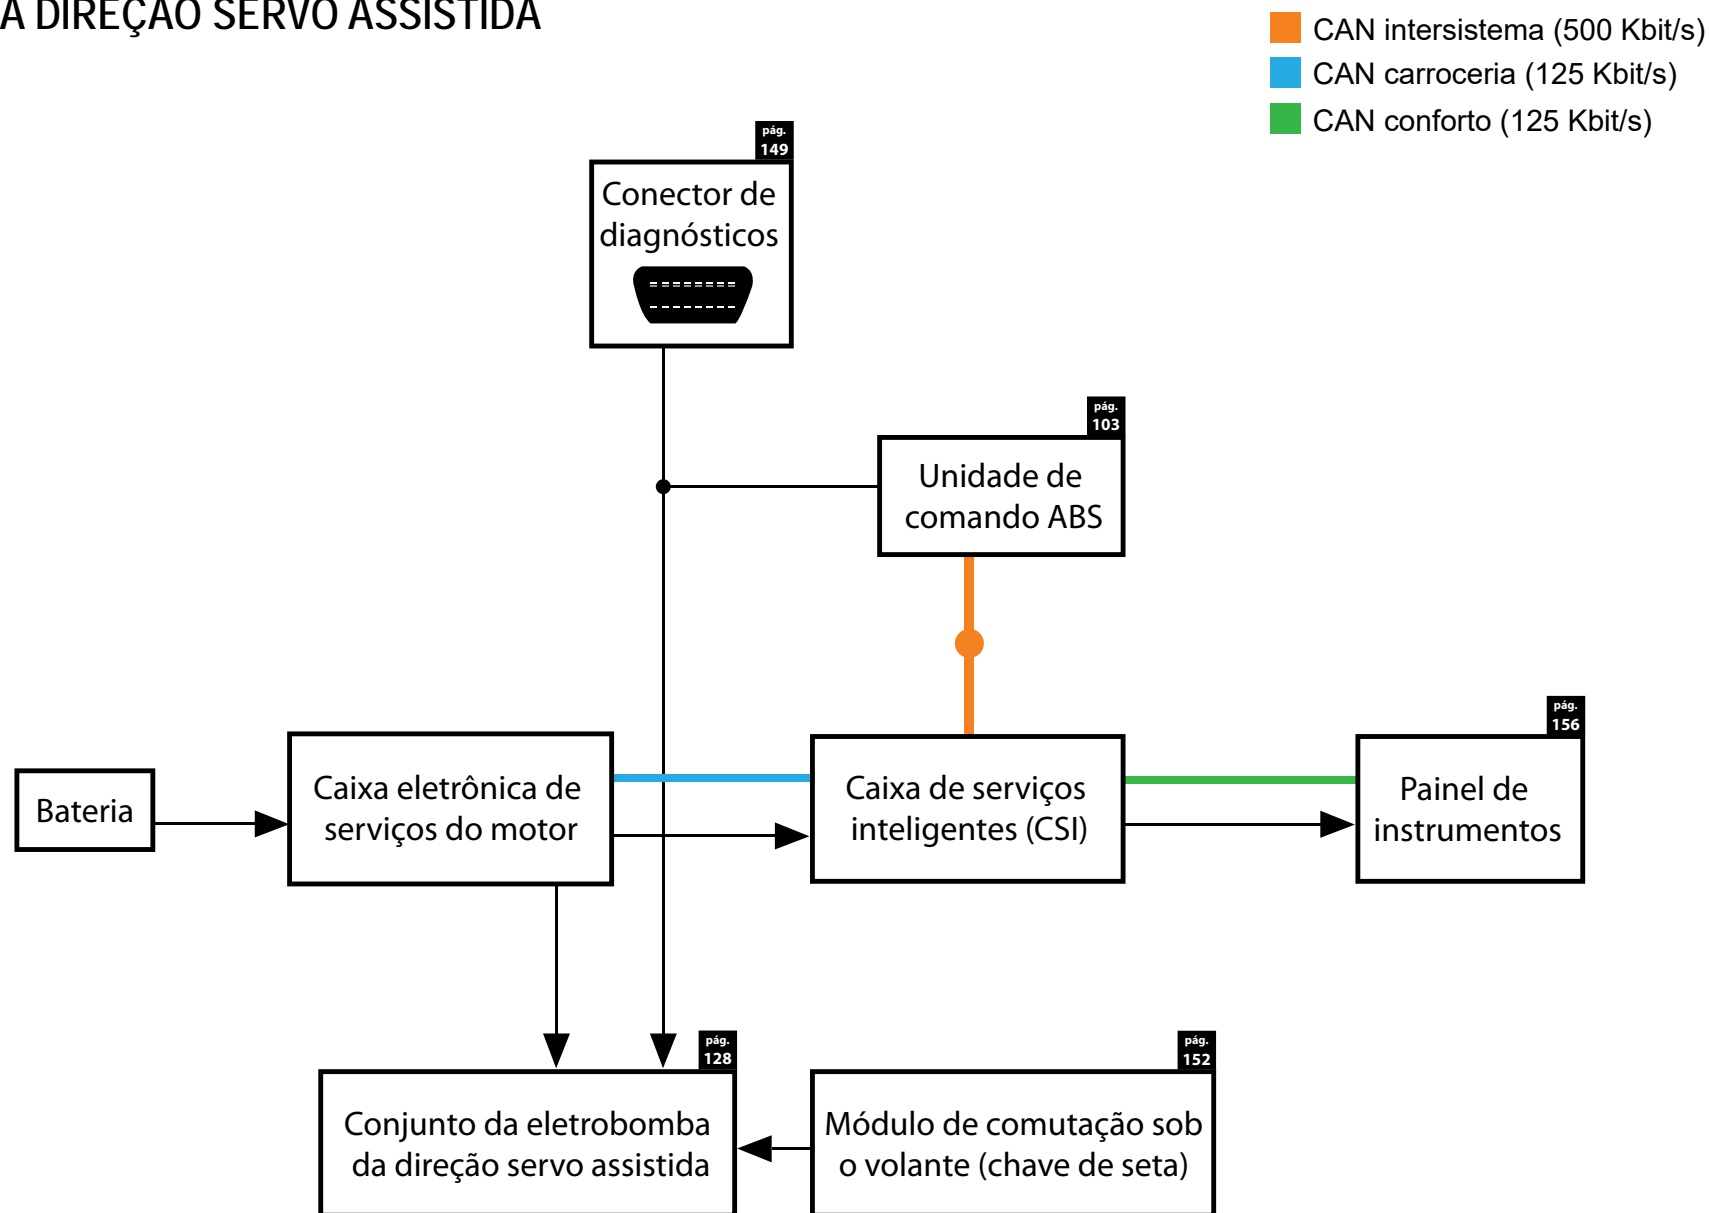 A DIREÇÃO SERVO ASSISTIDA
CAN intersistema (500 Kbit/s)
CAN carroceria (125 Kbit/s)
CAN conforto (125 Kbit/s)
pág.
149
Conector de
diagnósticos
pág.
103
Unidade de
comando ABS
pág.
156
Bateria
Caixa eletrônica de
serviços do motor
Caixa de serviços
inteligentes (CSI)
Painel de
instrumentos
pág.
128
Conjunto da eletrobomba
da direção servo assistida
pág.
152
Módulo de comutação sob
o volante (chave de seta)